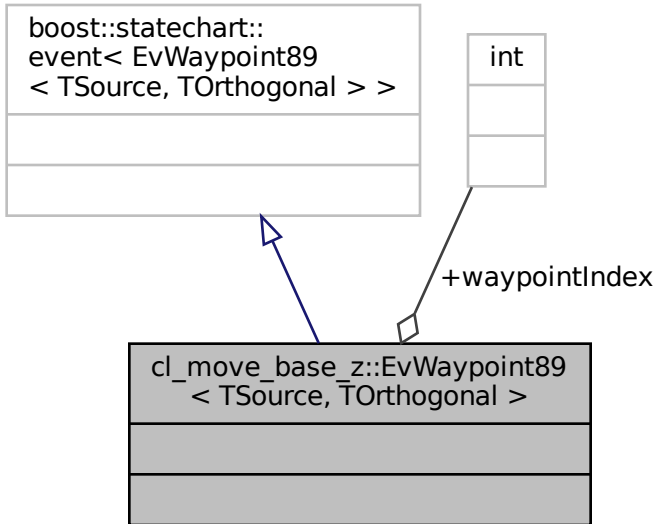 boost::statechart::
event< EvWaypoint89
< TSource, TOrthogonal > >
int
+waypointIndex
cl_move_base_z::EvWaypoint89
< TSource, TOrthogonal >